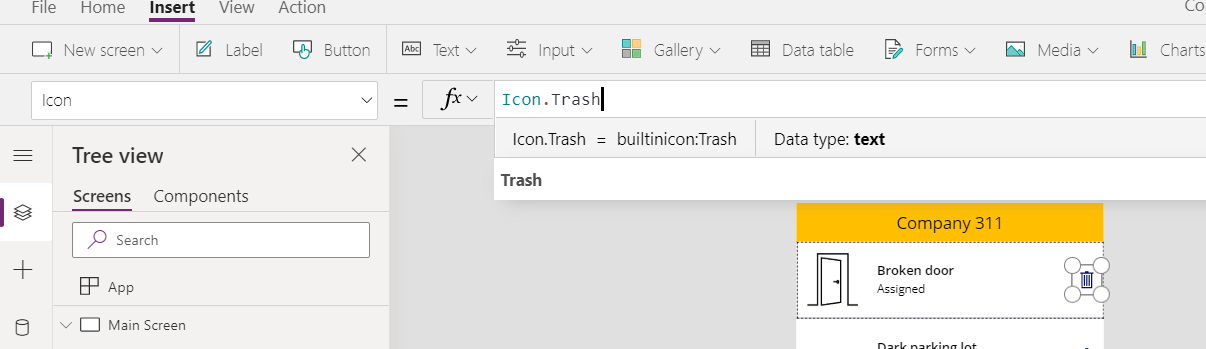 File Home Insert View Action Co
New screen Label Button Abc Text Input Gallery Data table Forms Media Charts
Icon = fx Icon.Trash
Icon.Trash = builtinicon:Trash Data type: text
Trash
Tree view
Screens Components
Search
App
Main Screen
Company 311
Broken door
Assigned
Dark parking lot